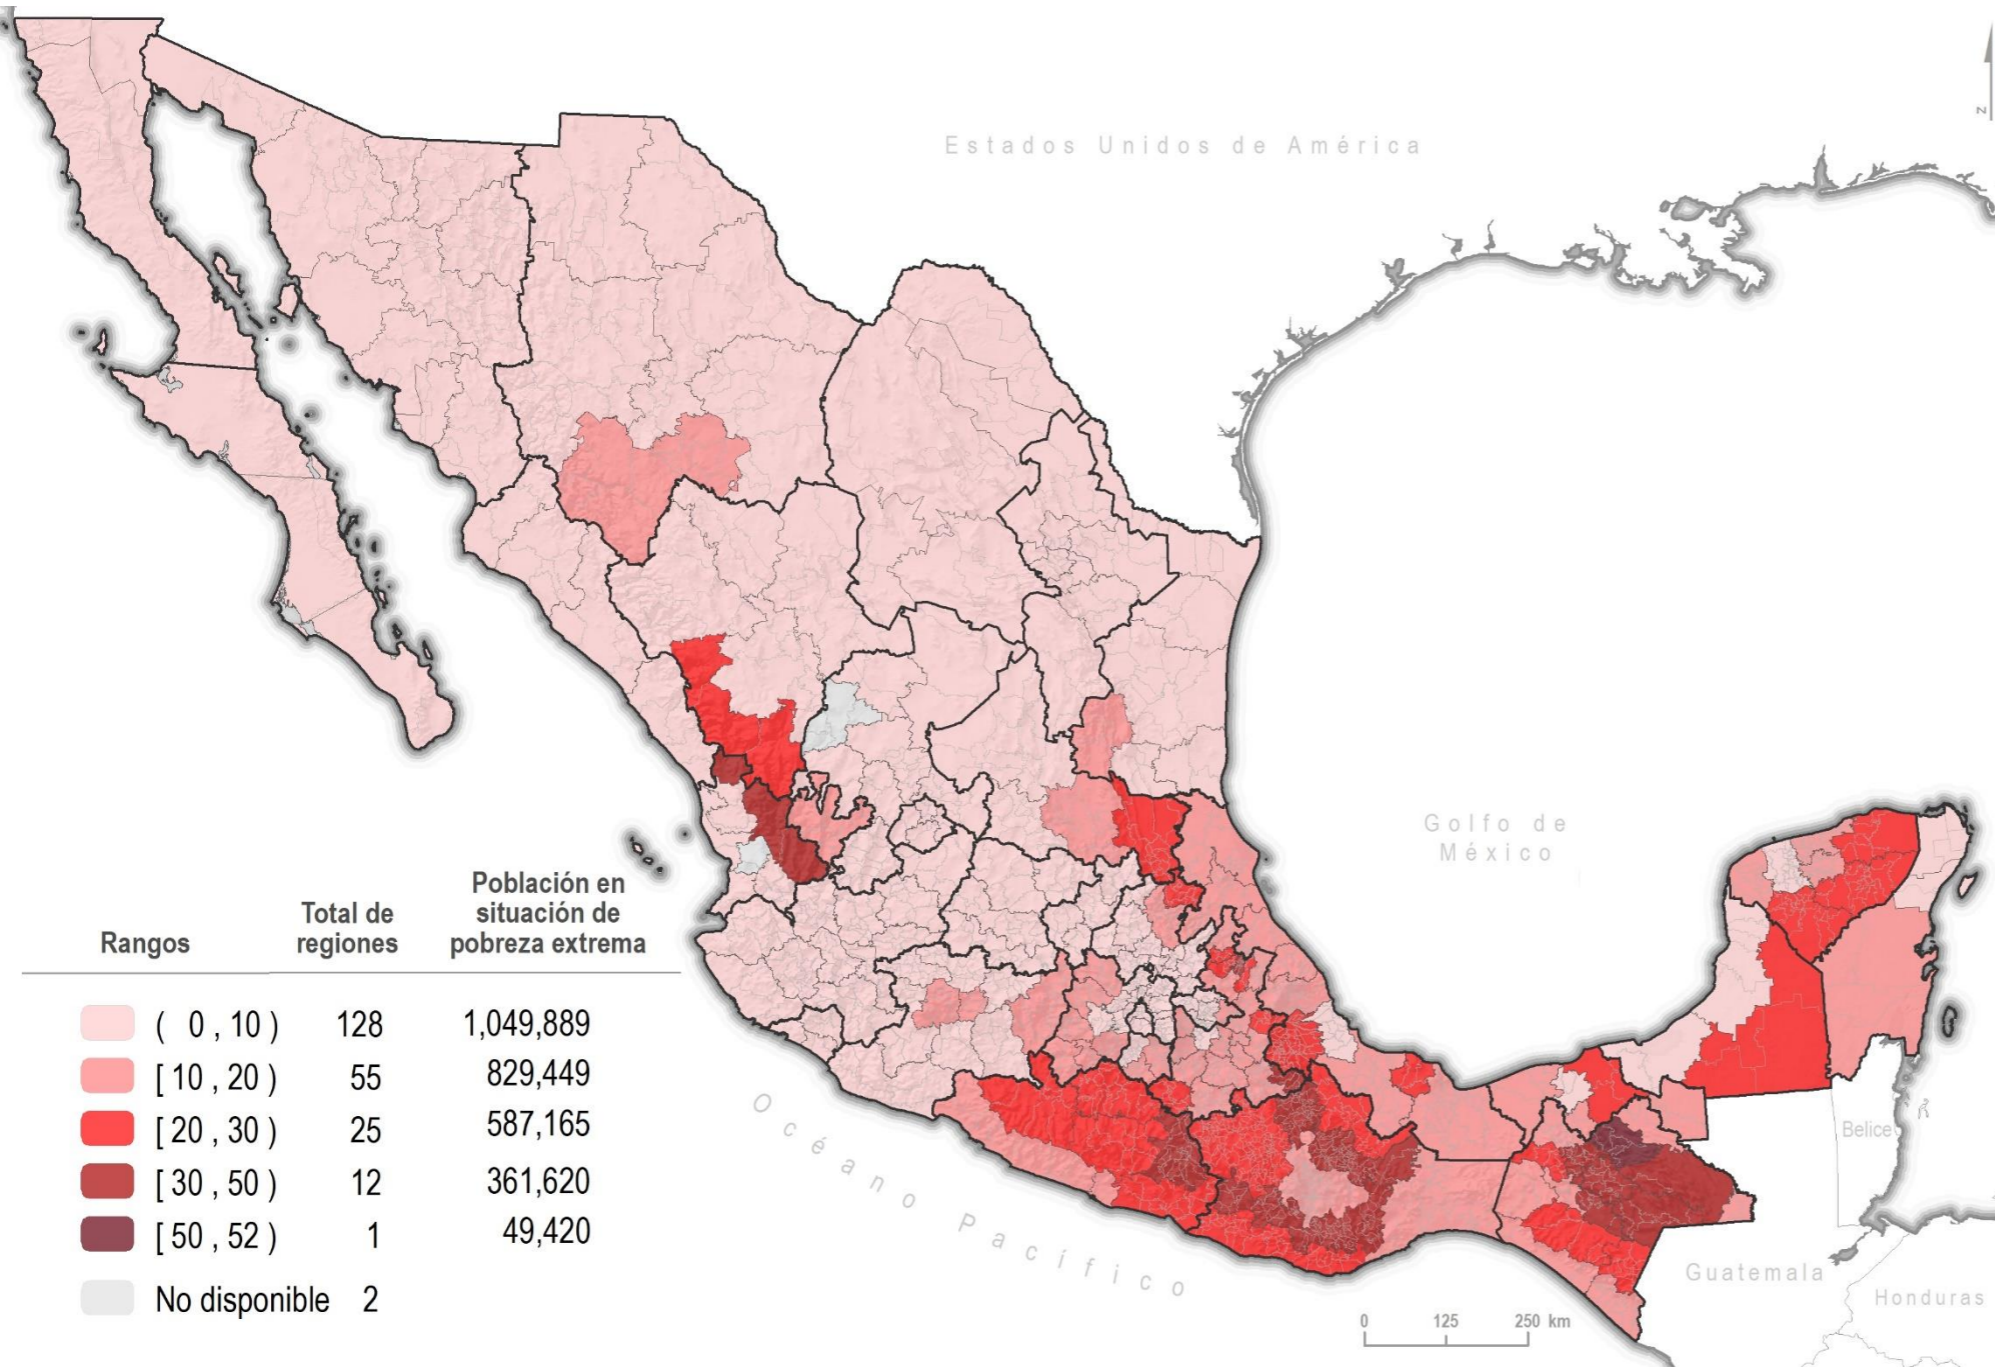 N
Estados Unidos de América
Golfo de
México
Rangos
Total de
regiones
Población en
situación de
pobreza extrema
( 0 , 10 ) 128 1,049,889
[ 10 , 20 ) 55 829,449
[ 20 , 30 ) 25 587,165
[ 30 , 50 ) 12 361,620
[ 50 , 52 ) 1 49,420
No disponible 2
Océano Pacífico
Belice
Guatemala
Honduras
0 125 250 km